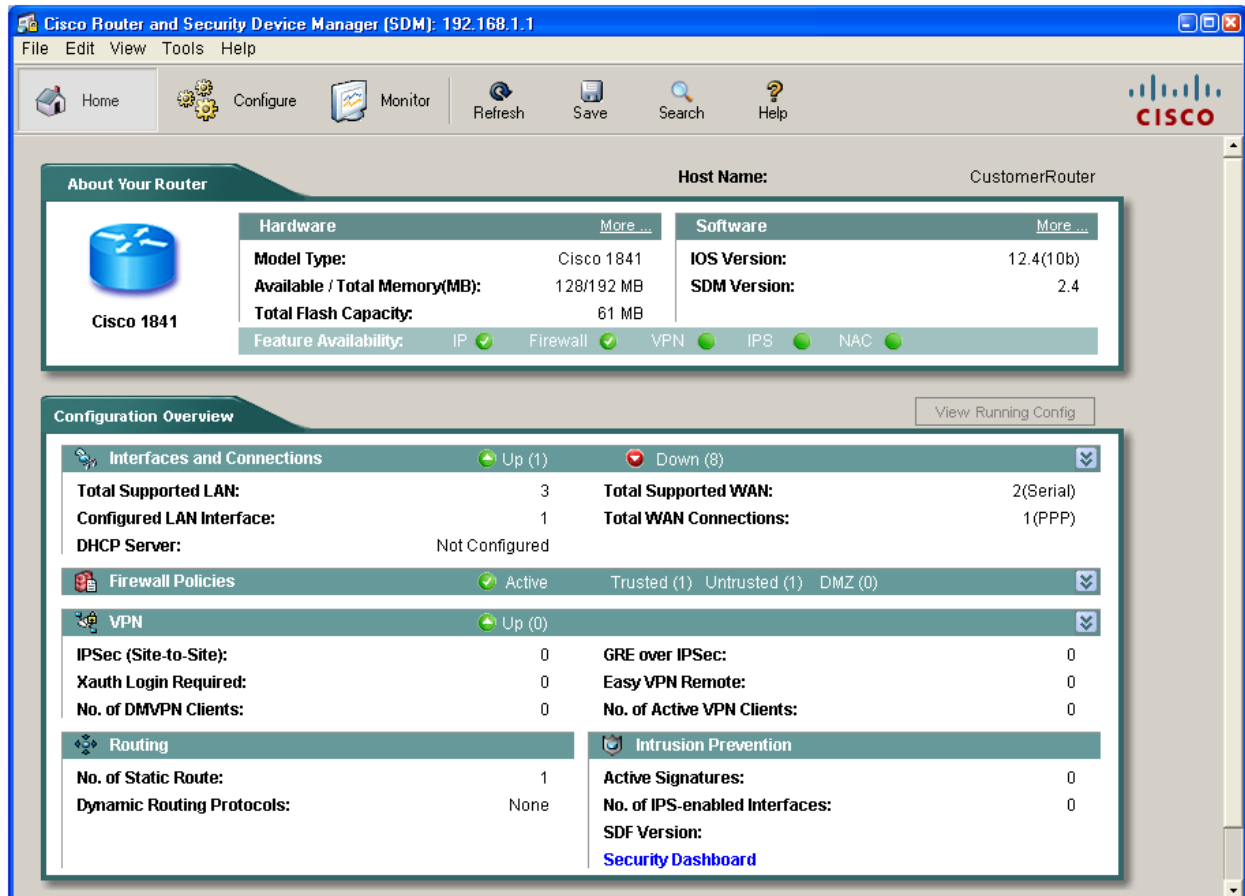 Cisco Router and Security Device Manager (SDM): 192.168.1.1
File Edit View Tools Help
Home Configure Monitor Refresh Save Search Help
CISCO
About Your Router
Host Name: CustomerRouter
Cisco 1841
Hardware More ...
Model Type: Cisco 1841
Available / Total Memory(MB): 128/192 MB
Total Flash Capacity: 61 MB
Software More ...
IOS Version: 12.4(10b)
SDM Version: 2.4
Feature Availability: IP Firewall VPN IPS NAC
Configuration Overview
View Running Config
Interfaces and Connections Up (1) Down (8)
Total Supported LAN: 3 Total Supported WAN: 2(Serial)
Configured LAN Interface: 1 Total WAN Connections: 1(PPP)
DHCP Server: Not Configured
Firewall Policies Active Trusted (1) Untrusted (1) DMZ (0)
VPN Up (0)
IPSec (Site-to-Site): 0 GRE over IPSec: 0
Xauth Login Required: 0 Easy VPN Remote: 0
No. of DMVPN Clients: 0 No. of Active VPN Clients: 0
Routing
No. of Static Route: 1
Dynamic Routing Protocols: None
Intrusion Prevention
Active Signatures: 0
No. of IPS-enabled Interfaces: 0
SDF Version:
Security Dashboard